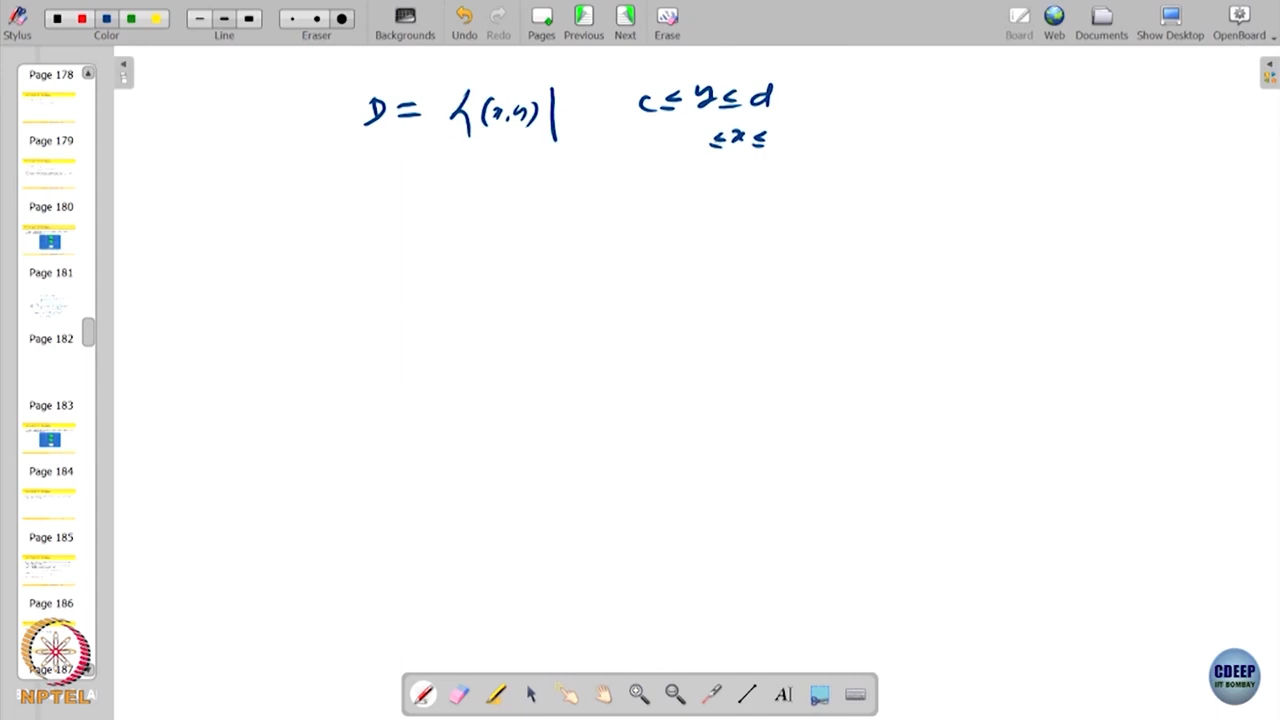 Stylus
Color
Line
Eraser
Backgrounds
Undo
Redo
Pages
Previous
Next
Erase
Board
Web
Documents
Show Desktop
OpenBoard
Page 178
Page 179
Page 180
Page 181
Page 182
Page 183
Page 184
Page 185
Page 186
Page 187
D = {(x,y) | c ≤ y ≤ d
≤ x ≤
NPTEL
CDEEP
IIT BOMBAY